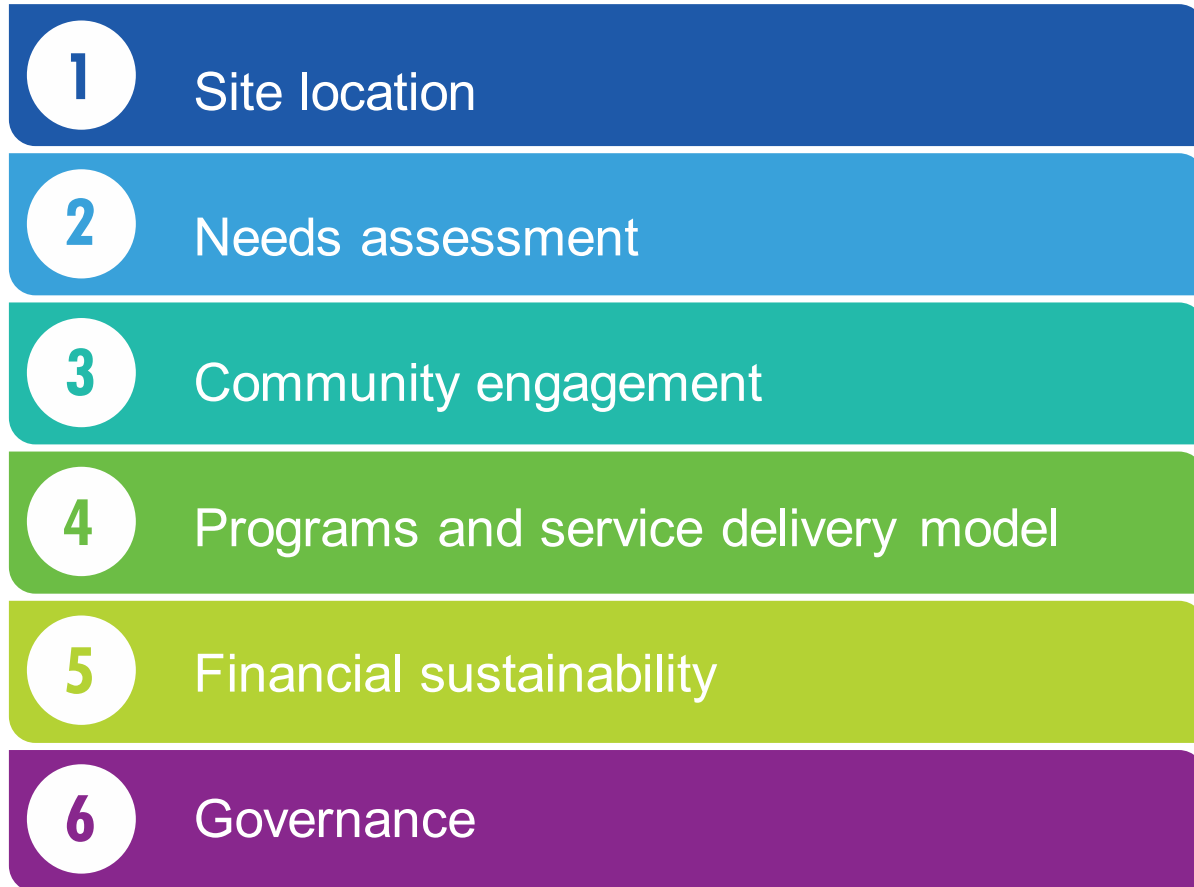 1 Site location
2 Needs assessment
3 Community engagement
4 Programs and service delivery model
5 Financial sustainability
6 Governance